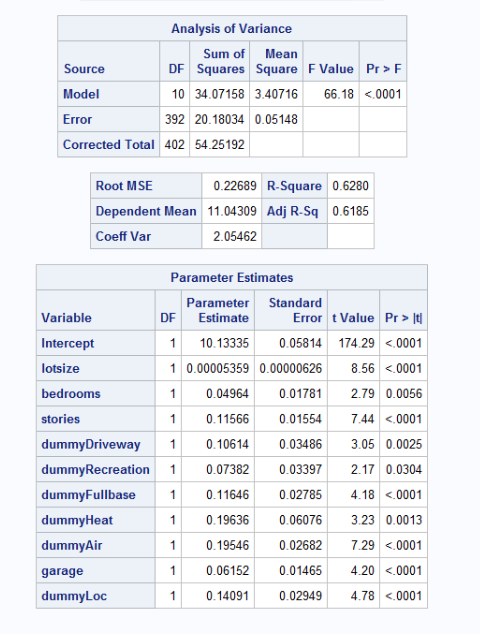 Analysis of Variance
Source DF Sum of Squares Mean Square F Value Pr > F
Model 10 34.07158 3.40716 66.18 <.0001
Error 392 20.18034 0.05148
Corrected Total 402 54.25192
Root MSE 0.22689 R-Square 0.6280
Dependent Mean 11.04309 Adj R-Sq 0.6185
Coeff Var 2.05462
Parameter Estimates
Variable DF Parameter Estimate Standard Error t Value Pr > |t|
Intercept 1 10.13335 0.05814 174.29 <.0001
lotsize 1 0.00005359 0.00000626 8.56 <.0001
bedrooms 1 0.04964 0.01781 2.79 0.0056
stories 1 0.11566 0.01554 7.44 <.0001
dummyDriveway 1 0.10614 0.03486 3.05 0.0025
dummyRecreation 1 0.07382 0.03397 2.17 0.0304
dummyFullbase 1 0.11646 0.02785 4.18 <.0001
dummyHeat 1 0.19636 0.06076 3.23 0.0013
dummyAir 1 0.19546 0.02682 7.29 <.0001
garage 1 0.06152 0.01465 4.20 <.0001
dummyLoc 1 0.14091 0.02949 4.78 <.0001